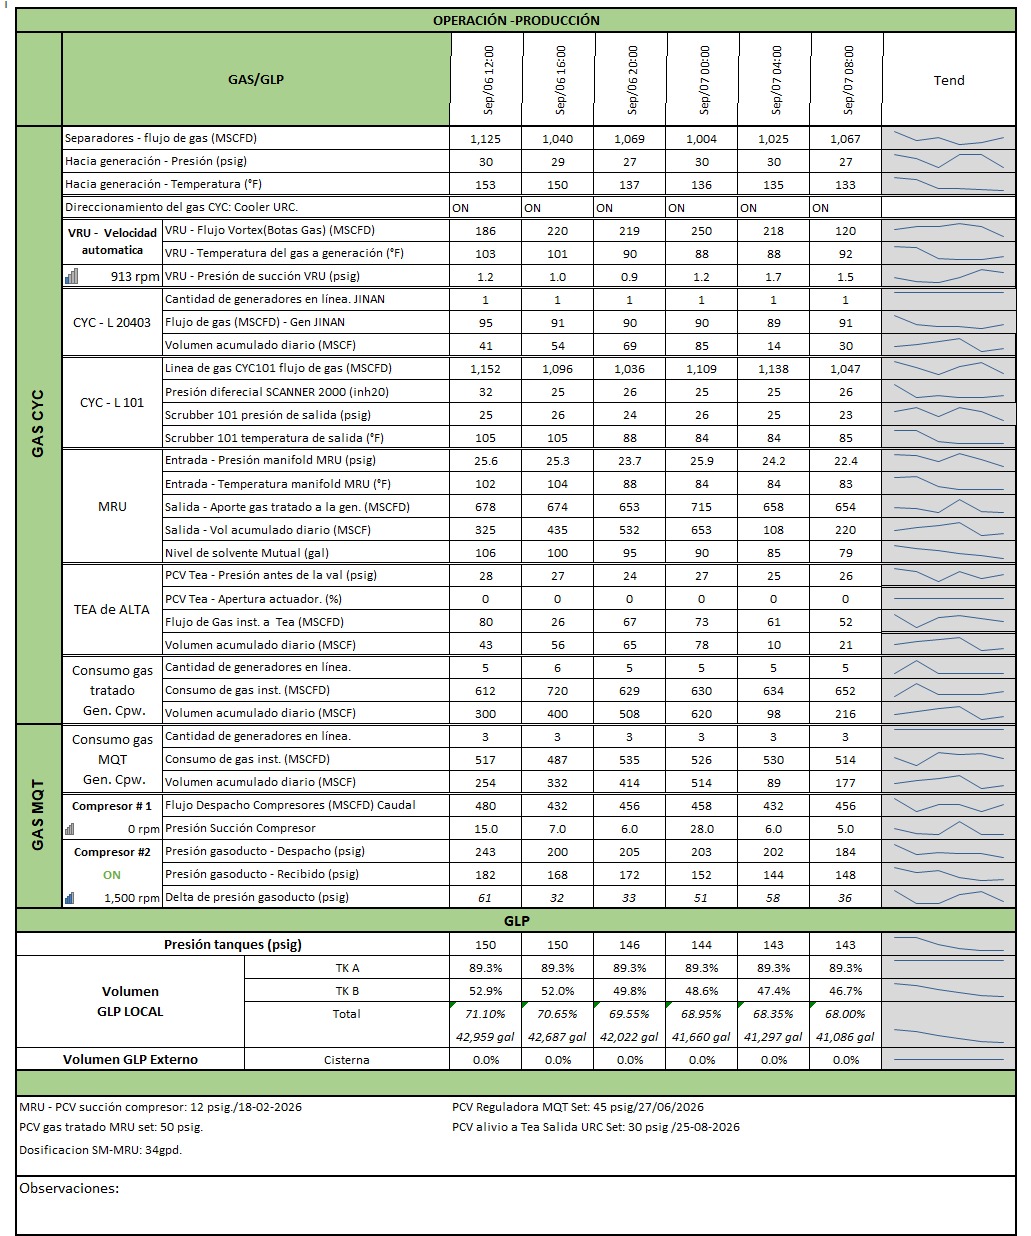 OPERACIÓN -PRODUCCIÓN
GAS/GLP Sep/06 12:00 Sep/06 16:00 Sep/06 20:00 Sep/07 00:00 Sep/07 04:00 Sep/07 08:00 Tend
GAS CYC
Separadores - flujo de gas (MSCFD) 1,125 1,040 1,069 1,004 1,025 1,067
Hacia generación - Presión (psig) 30 29 27 30 30 27
Hacia generación - Temperatura (°F) 153 150 137 136 135 133
Direccionamiento del gas CYC: Cooler URC. ON ON ON ON ON ON
VRU - Velocidad automatica
913 rpm
VRU - Flujo Vortex(Botas Gas) (MSCFD) 186 220 219 250 218 120
VRU - Temperatura del gas a generación (°F) 103 101 90 88 88 92
VRU - Presión de succión VRU (psig) 1.2 1.0 0.9 1.2 1.7 1.5
CYC - L 20403
Cantidad de generadores en línea. JINAN 1 1 1 1 1 1
Flujo de gas (MSCFD) - Gen JINAN 95 91 90 90 89 91
Volumen acumulado diario (MSCF) 41 54 69 85 14 30
CYC - L 101
Linea de gas CYC101 flujo de gas (MSCFD) 1,152 1,096 1,036 1,109 1,138 1,047
Presión diferecial SCANNER 2000 (inh20) 32 25 26 25 25 26
Scrubber 101 presión de salida (psig) 25 26 24 26 25 23
Scrubber 101 temperatura de salida (°F) 105 105 88 84 84 85
MRU
Entrada - Presión manifold MRU (psig) 25.6 25.3 23.7 25.9 24.2 22.4
Entrada - Temperatura manifold MRU (°F) 102 104 88 84 84 83
Salida - Aporte gas tratado a la gen. (MSCFD) 678 674 653 715 658 654
Salida - Vol acumulado diario (MSCF) 325 435 532 653 108 220
Nivel de solvente Mutual (gal) 106 100 95 90 85 79
TEA de ALTA
PCV Tea - Presión antes de la val (psig) 28 27 24 27 25 26
PCV Tea - Apertura actuador. (%) 0 0 0 0 0 0
Flujo de Gas inst. a Tea (MSCFD) 80 26 67 73 61 52
Volumen acumulado diario (MSCF) 43 56 65 78 10 21
Consumo gas tratado Gen. Cpw.
Cantidad de generadores en línea. 5 6 5 5 5 5
Consumo de gas inst. (MSCFD) 612 720 629 630 634 652
Volumen acumulado diario (MSCF) 300 400 508 620 98 216
GAS MQT
Consumo gas MQT Gen. Cpw.
Cantidad de generadores en línea. 3 3 3 3 3 3
Consumo de gas inst. (MSCFD) 517 487 535 526 530 514
Volumen acumulado diario (MSCF) 254 332 414 514 89 177
Compresor # 1
0 rpm
Flujo Despacho Compresores (MSCFD) Caudal 480 432 456 458 432 456
Presión Succión Compresor 15.0 7.0 6.0 28.0 6.0 5.0
Compresor #2
ON
1,500 rpm
Presión gasoducto - Despacho (psig) 243 200 205 203 202 184
Presión gasoducto - Recibido (psig) 182 168 172 152 144 148
Delta de presión gasoducto (psig) 61 32 33 51 58 36
GLP
Presión tanques (psig) 150 150 146 144 143 143
Volumen GLP LOCAL
TK A 89.3% 89.3% 89.3% 89.3% 89.3% 89.3%
TK B 52.9% 52.0% 49.8% 48.6% 47.4% 46.7%
Total 71.10% 70.65% 69.55% 68.95% 68.35% 68.00%
42,959 gal 42,687 gal 42,022 gal 41,660 gal 41,297 gal 41,086 gal
Volumen GLP Externo Cisterna 0.0% 0.0% 0.0% 0.0% 0.0% 0.0%
MRU - PCV succión compresor: 12 psig./18-02-2026 PCV Reguladora MQT Set: 45 psig/27/06/2026
PCV gas tratado MRU set: 50 psig. PCV alivio a Tea Salida URC Set: 30 psig /25-08-2026
Dosificacion SM-MRU: 34gpd.
Observaciones: